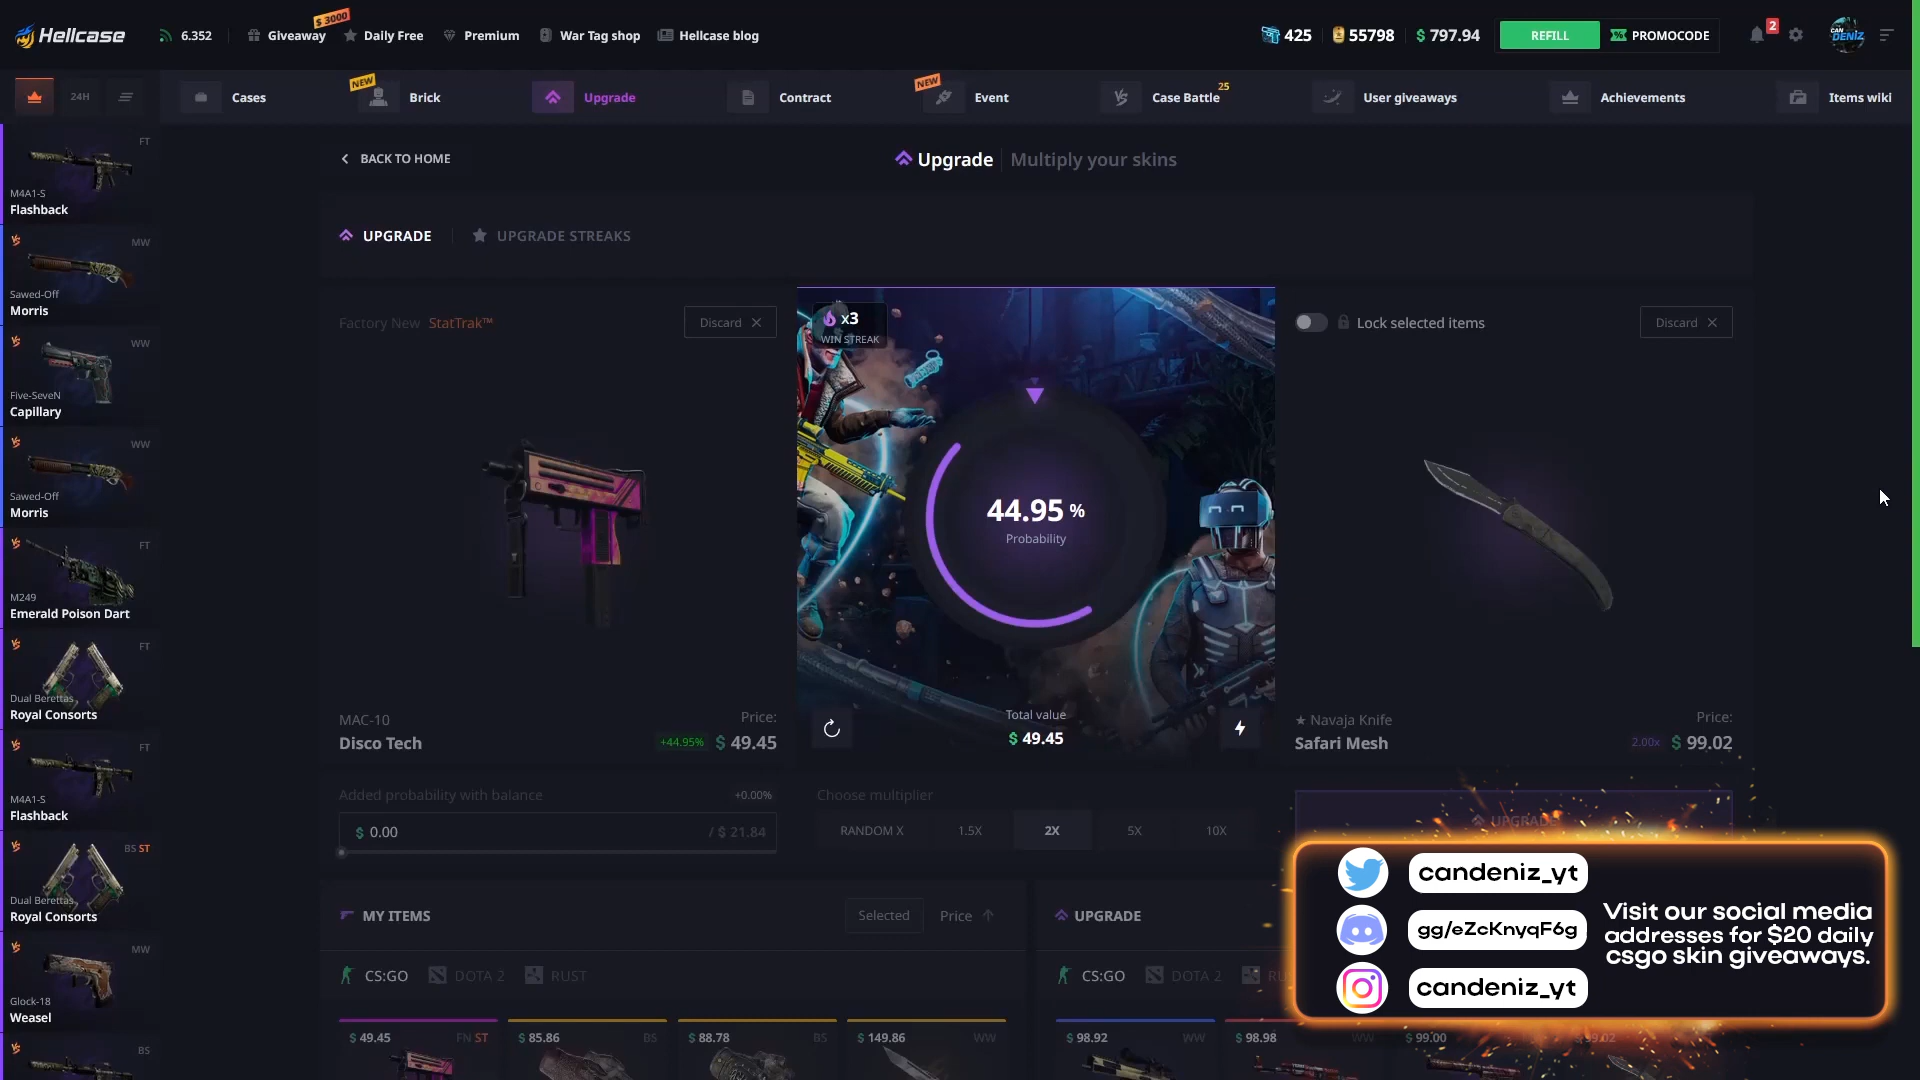 Hellcase
6.352
Giveaway
$ 3000
Daily Free
Premium
War Tag shop
Hellcase blog
425
55798
$ 797.94
REFILL
PROMOCODE
2
CAN DENIZ
24H
Cases
NEW
Brick
Upgrade
Contract
NEW
Event
Case Battle
25
User giveaways
Achievements
Items wiki
FT
M4A1-S
Flashback
MW
Sawed-Off
Morris
WW
Five-SeveN
Capillary
WW
Sawed-Off
Morris
FT
M249
Emerald Poison Dart
FT
Dual Berettas
Royal Consorts
FT
M4A1-S
Flashback
BS ST
Dual Berettas
Royal Consorts
MW
Glock-18
Weasel
BS
BACK TO HOME
Upgrade
Multiply your skins
UPGRADE
UPGRADE STREAKS
Factory New StatTrak™
Discard
x3
WIN STREAK
Lock selected items
Discard
44.95 %
Probability
MAC-10
Disco Tech
Price:
+44.95% $ 49.45
Total value
$ 49.45
★ Navaja Knife
Safari Mesh
Price:
2.00x $ 99.02
Added probability with balance
+0.00%
$ 0.00
/ $ 21.84
Choose multiplier
RANDOM X
1.5X
2X
5X
10X
UPGRADE
MY ITEMS
Selected
Price
CS:GO
DOTA 2
RUST
$ 49.45
FN ST
$ 85.86
BS
$ 88.78
BS
$ 149.86
WW
UPGRADE
CS:GO
DOTA 2
RU
$ 98.92
WW
$ 98.98
WW
$ 99.00
WW
99.02
candeniz_yt
gg/eZcKnyqF6g
candeniz_yt
Visit our social media
addresses for $20 daily
csgo skin giveaways.